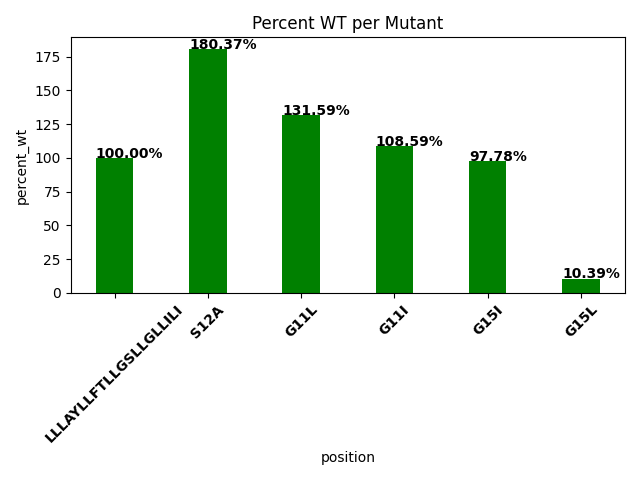 Percent WT per Mutant
percent_wt
175
150
125
100
75
50
25
0
100.00%
180.37%
131.59%
108.59%
97.78%
10.39%
LLLAYLLFTLLGSLLGLLILI
S12A
G11L
G11I
G15I
G15L
position